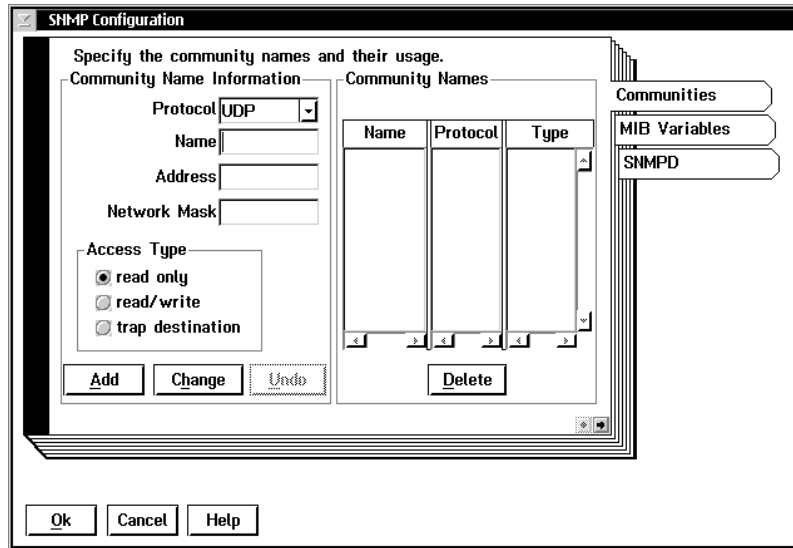 SNMP Configuration
Specify the community names and their usage.
Community Name Information
Protocol UDP
Name
Address
Network Mask
Access Type
read only
read/write
trap destination
Add Change Undo
Community Names
Name Protocol Type
Delete
Communities
MIB Variables
SNMPD
Ok Cancel Help